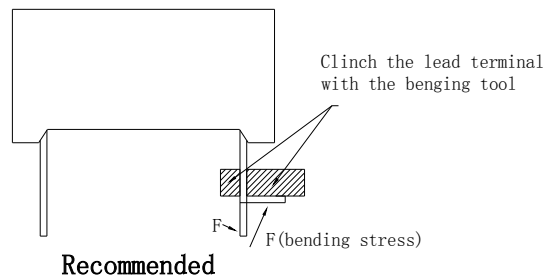 Clinch the lead terminal
with the benging tool
F
F(bending stress)
Recommended